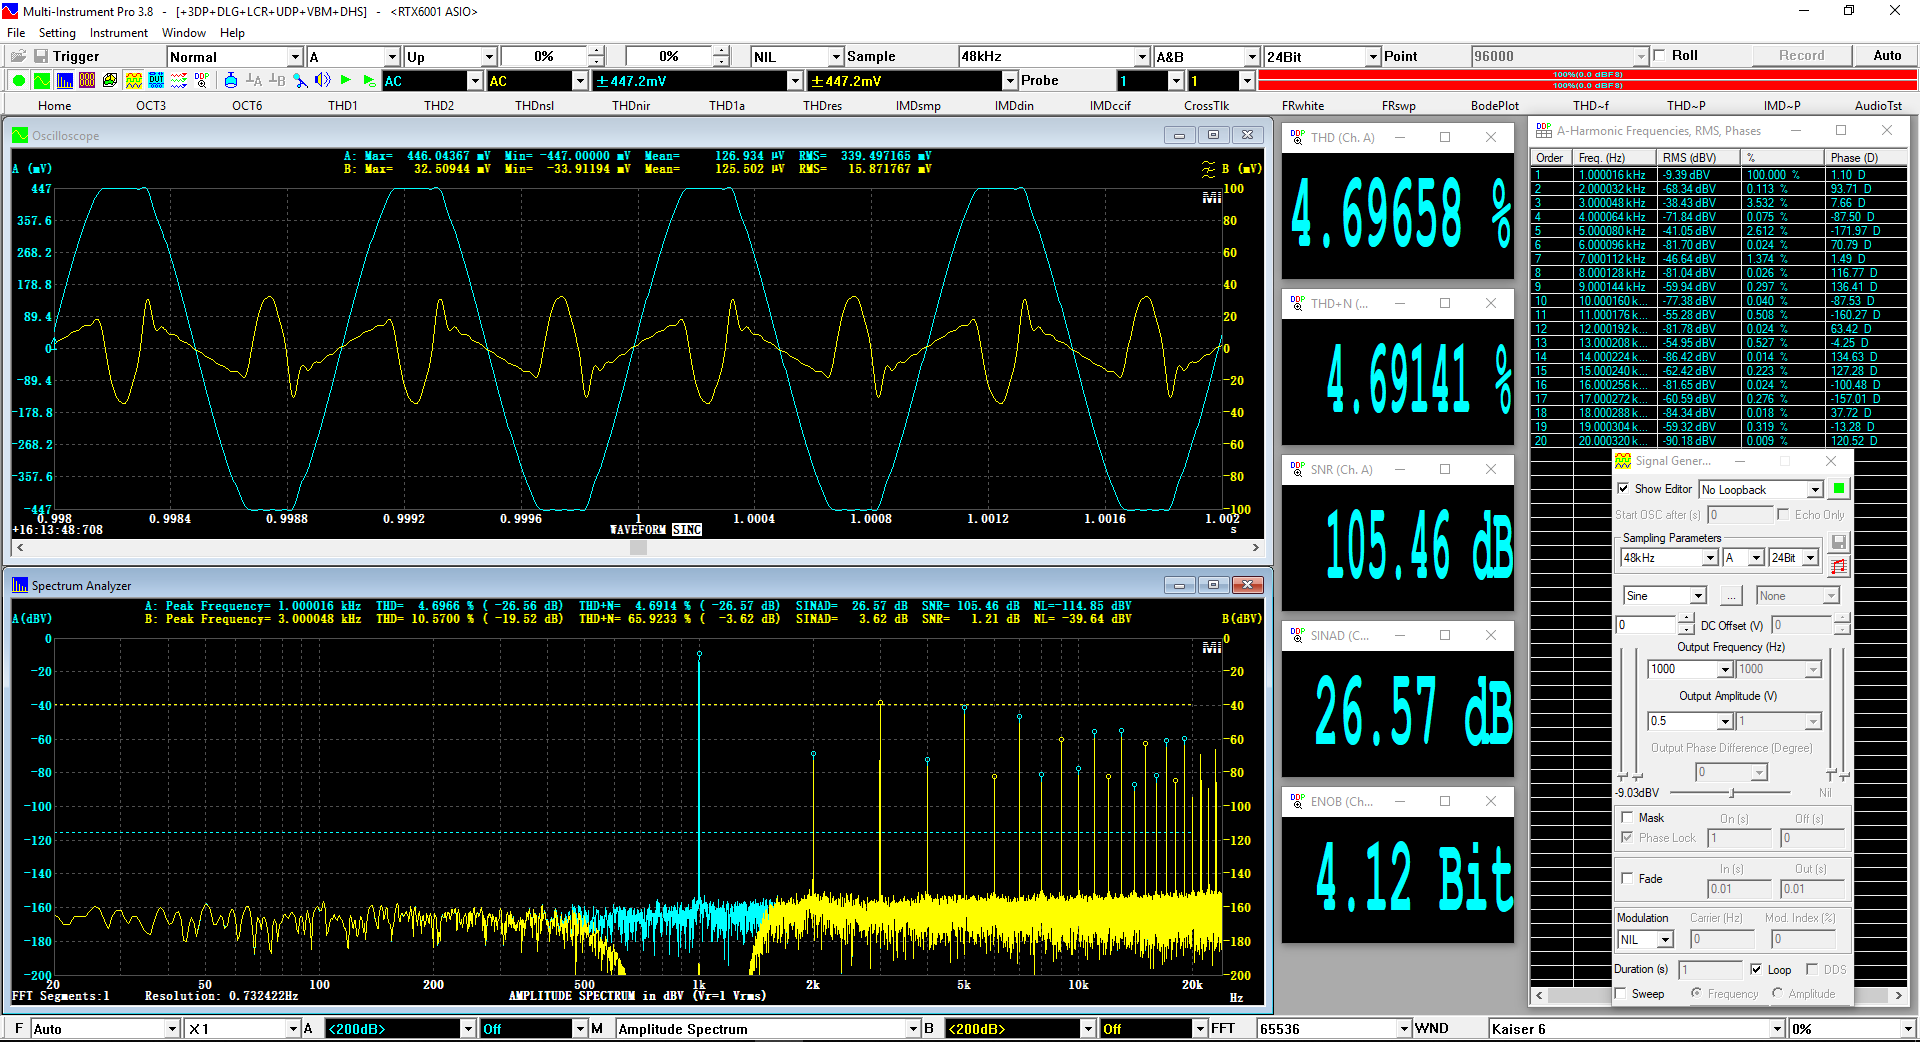 Multi-Instrument Pro 3.8 - [+3DP+DLG+LCR+UDP+VBM+DHS] - <RTX6001 ASIO>
File Setting Instrument Window Help
Trigger Normal A Up 0% 0% NIL Sample 48kHz A&B 24Bit Point 96000 Roll Record Auto
AC AC ±447.2mV ±447.2mV Probe 1 1 100%(0.0 dBFS)
100%(0.0 dBFS)
Home OCT3 OCT6 THD1 THD2 THDnsl THDnir THD1a THDres IMDsmp IMDdin IMDccif CrossTlk FRwhite FRswp BodePlot THD~f THD~P IMD~P AudioTst
Oscilloscope
A: Max= 446.04367 mV Min= -447.00000 mV Mean= 126.934 µV RMS= 339.497165 mV
B: Max= 32.50944 mV Min= -33.91194 mV Mean= 125.502 µV RMS= 15.871767 mV
A (mV) B (mV)
447 100
MI
357.6 80
268.2 60
178.8 40
89.4 20
0 0
-89.4 -20
-178.8 -40
-268.2 -60
-357.6 -80
-447 -100
0.998 0.9984 0.9988 0.9992 0.9996 1 1.0004 1.0008 1.0012 1.0016 1.002
+16:13:48:708 WAVEFORM SINC s
Spectrum Analyzer
A: Peak Frequency= 1.000016 kHz THD= 4.6966 % ( -26.56 dB) THD+N= 4.6914 % ( -26.57 dB) SINAD= 26.57 dB SNR= 105.46 dB NL=-114.85 dBV
B: Peak Frequency= 3.000048 kHz THD= 10.5700 % ( -19.52 dB) THD+N= 65.9233 % ( -3.62 dB) SINAD= 3.62 dB SNR= 1.21 dB NL= -39.64 dBV
A(dBV) B(dBV)
0 0
MI
-20 -20
-40 -40
-60 -60
-80 -80
-100 -100
-120 -120
-140 -140
-160 -160
-180 -180
-200 -200
20 50 100 200 500 1k 2k 5k 10k 20k
FFT Segments:1 Resolution: 0.732422Hz AMPLITUDE SPECTRUM in dBV (Vr=1 Vrms) Hz
THD (Ch. A)
4.69658 %
THD+N (...
4.69141 %
SNR (Ch. A)
105.46 dB
SINAD (C...
26.57 dB
ENOB (Ch...
4.12 Bit
A-Harmonic Frequencies, RMS, Phases
Order Freq. (Hz) RMS (dBV) % Phase (D)
1 1.000016 kHz -9.39 dBV 100.000 % 1.10 D
2 2.000032 kHz -68.34 dBV 0.113 % 93.71 D
3 3.000048 kHz -38.43 dBV 3.532 % 7.66 D
4 4.000064 kHz -71.84 dBV 0.075 % -87.50 D
5 5.000080 kHz -41.05 dBV 2.612 % -171.97 D
6 6.000096 kHz -81.70 dBV 0.024 % 70.79 D
7 7.000112 kHz -46.64 dBV 1.374 % 1.49 D
8 8.000128 kHz -81.04 dBV 0.026 % 116.77 D
9 9.000144 kHz -59.94 dBV 0.297 % 136.41 D
10 10.000160 k... -77.38 dBV 0.040 % -87.53 D
11 11.000176 k... -55.28 dBV 0.508 % -160.27 D
12 12.000192 k... -81.78 dBV 0.024 % 63.42 D
13 13.000208 k... -54.95 dBV 0.527 % -4.25 D
14 14.000224 k... -86.42 dBV 0.014 % 134.63 D
15 15.000240 k... -62.42 dBV 0.223 % 127.28 D
16 16.000256 k... -81.65 dBV 0.024 % -100.48 D
17 17.000272 k... -60.59 dBV 0.276 % -157.01 D
18 18.000288 k... -84.34 dBV 0.018 % 37.72 D
19 19.000304 k... -59.32 dBV 0.319 % -13.28 D
20 20.000320 k... -90.18 dBV 0.009 % 120.52 D
Signal Gener...
Show Editor No Loopback
Start OSC after (s) 0 Echo Only
Sampling Parameters
48kHz A 24Bit
Sine ... None
0 DC Offset (V) 0
Output Frequency (Hz)
1000 1000
Output Amplitude (V)
0.5 1
Output Phase Difference (Degree)
0
-9.03dBV Nil
Mask On (s) Off (s)
Phase Lock 1 0
Fade In (s) Out (s)
0.01 0.01
Modulation Carrier (Hz) Mod. Index (%)
NIL 0 0
Duration (s) 1 Loop DDS
Sweep Frequency Amplitude
F Auto X1 A <200dB> Off M Amplitude Spectrum B <200dB> Off FFT 65536 WND Kaiser 6 0%